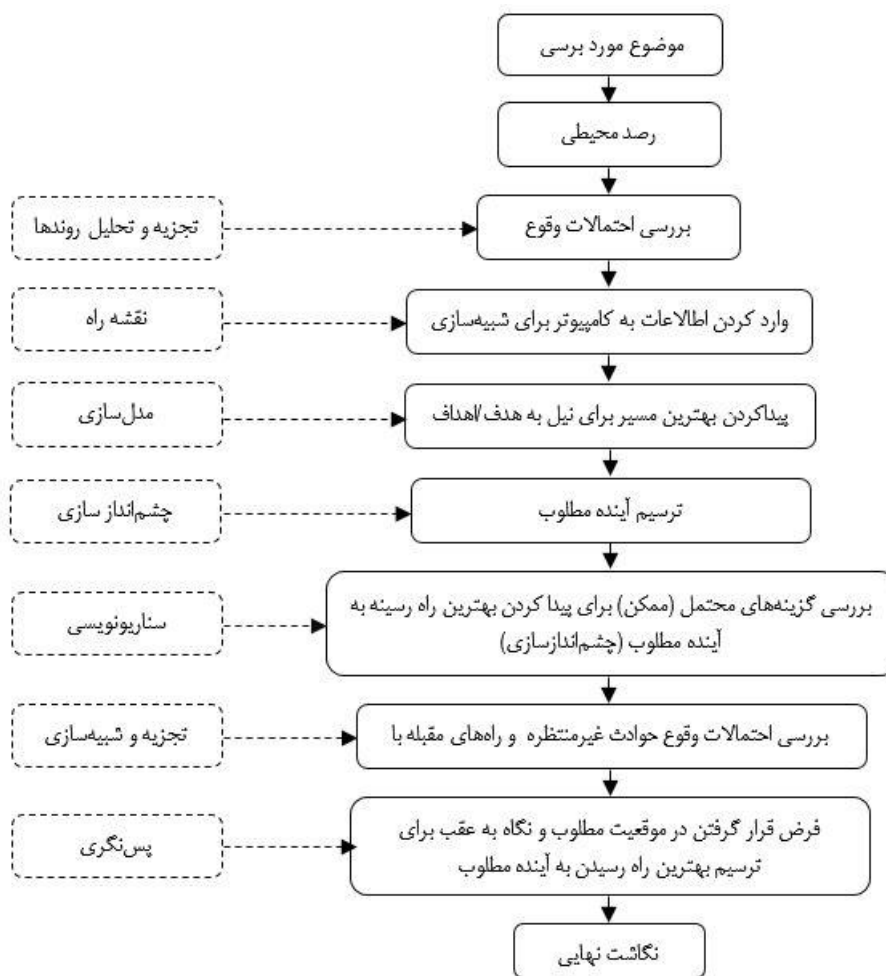 موضوع مورد برسی
رصد محیطی
بررسی احتمالات وقوع
تجزیه و تحلیل روندها
وارد کردن اطالاعات به کامپیوتر برای شبیه‌سازی
نقشه راه
پیداکردن بهترین مسیر برای نیل به هدف/اهداف
مدل‌سازی
ترسیم آینده مطلوب
چشم‌انداز سازی
بررسی گزینه‌های محتمل (ممکن) برای پیدا کردن بهترین راه رسینه به
آینده مطلوب (چشم‌اندازسازی)
سناریونویسی
بررسی احتمالات وقوع حوادث غیرمنتظره و راه‌های مقبله با
تجزیه و شبیه‌سازی
فرض قرار گرفتن در موقعیت مطلوب و نگاه به عقب برای
ترسیم بهترین راه رسیدن به آینده مطلوب
پس‌نگری
نگاشت نهایی